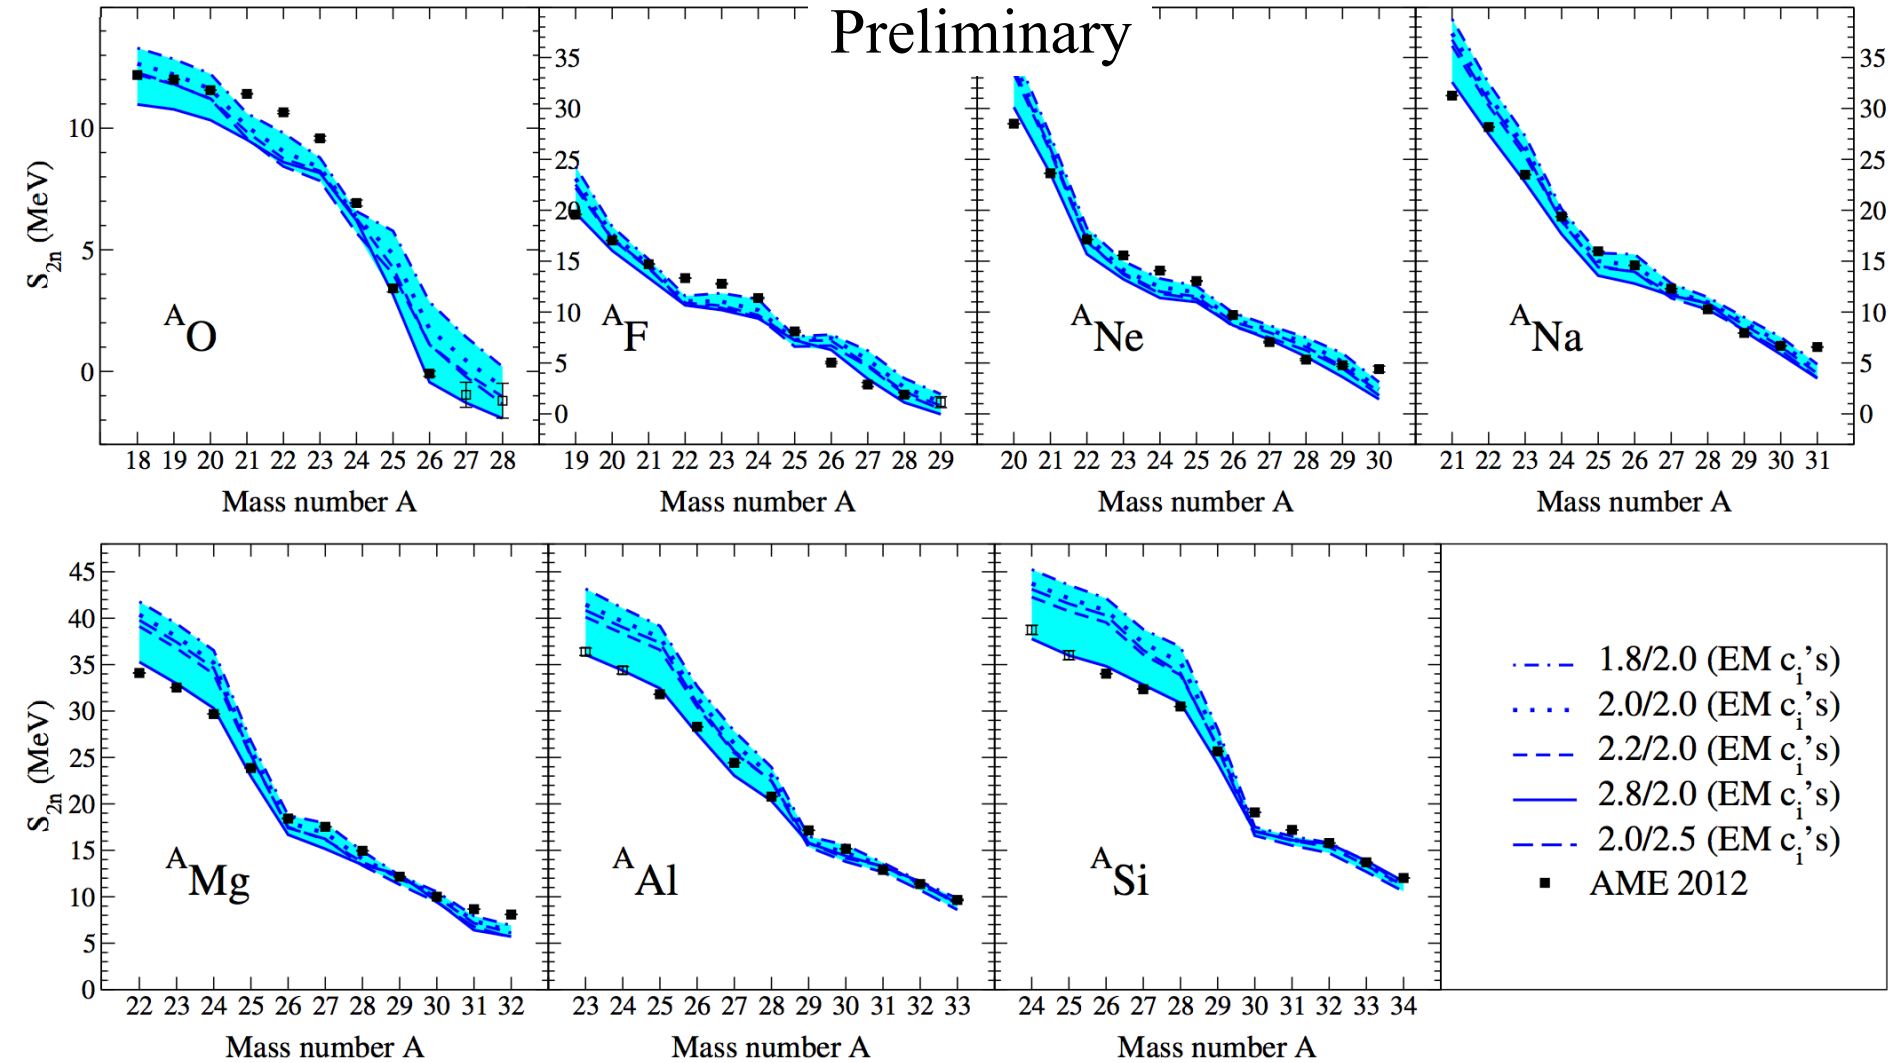 Preliminary
35
30
25
20
15
10
5
0
35
30
25
20
15
10
5
0
10
5
0
S2n (MeV)
AO
AF
ANe
ANa
18 19 20 21 22 23 24 25 26 27 28
19 20 21 22 23 24 25 26 27 28 29
20 21 22 23 24 25 26 27 28 29 30
21 22 23 24 25 26 27 28 29 30 31
Mass number A
Mass number A
Mass number A
Mass number A
45
40
35
30
25
20
15
10
5
0
S2n (MeV)
AMg
AAl
ASi
22 23 24 25 26 27 28 29 30 31 32
23 24 25 26 27 28 29 30 31 32 33
24 25 26 27 28 29 30 31 32 33 34
Mass number A
Mass number A
Mass number A
1.8/2.0 (EM ci's)
2.0/2.0 (EM ci's)
2.2/2.0 (EM ci's)
2.8/2.0 (EM ci's)
2.0/2.5 (EM ci's)
AME 2012